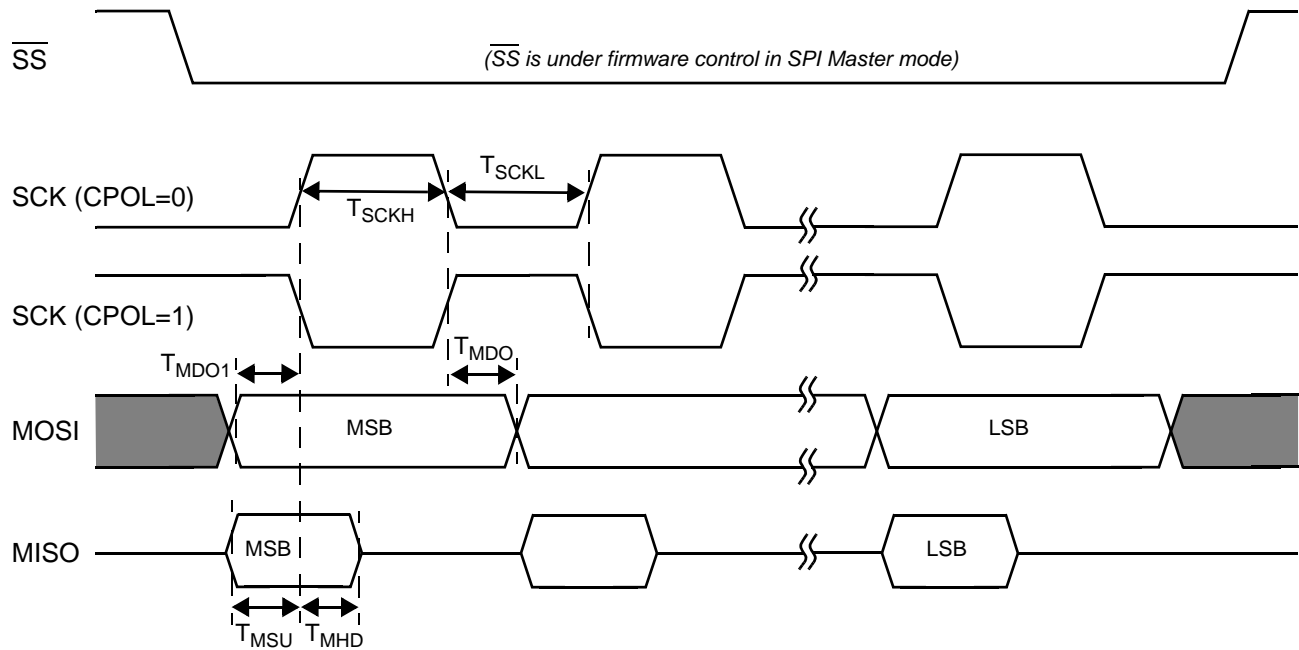 SS
(SS is under firmware control in SPI Master mode)
SCK (CPOL=0)
TSCKH
TSCKL
SCK (CPOL=1)
TMDO1
TMDO
MOSI
MSB
LSB
MISO
MSB
LSB
TMSU
TMHD